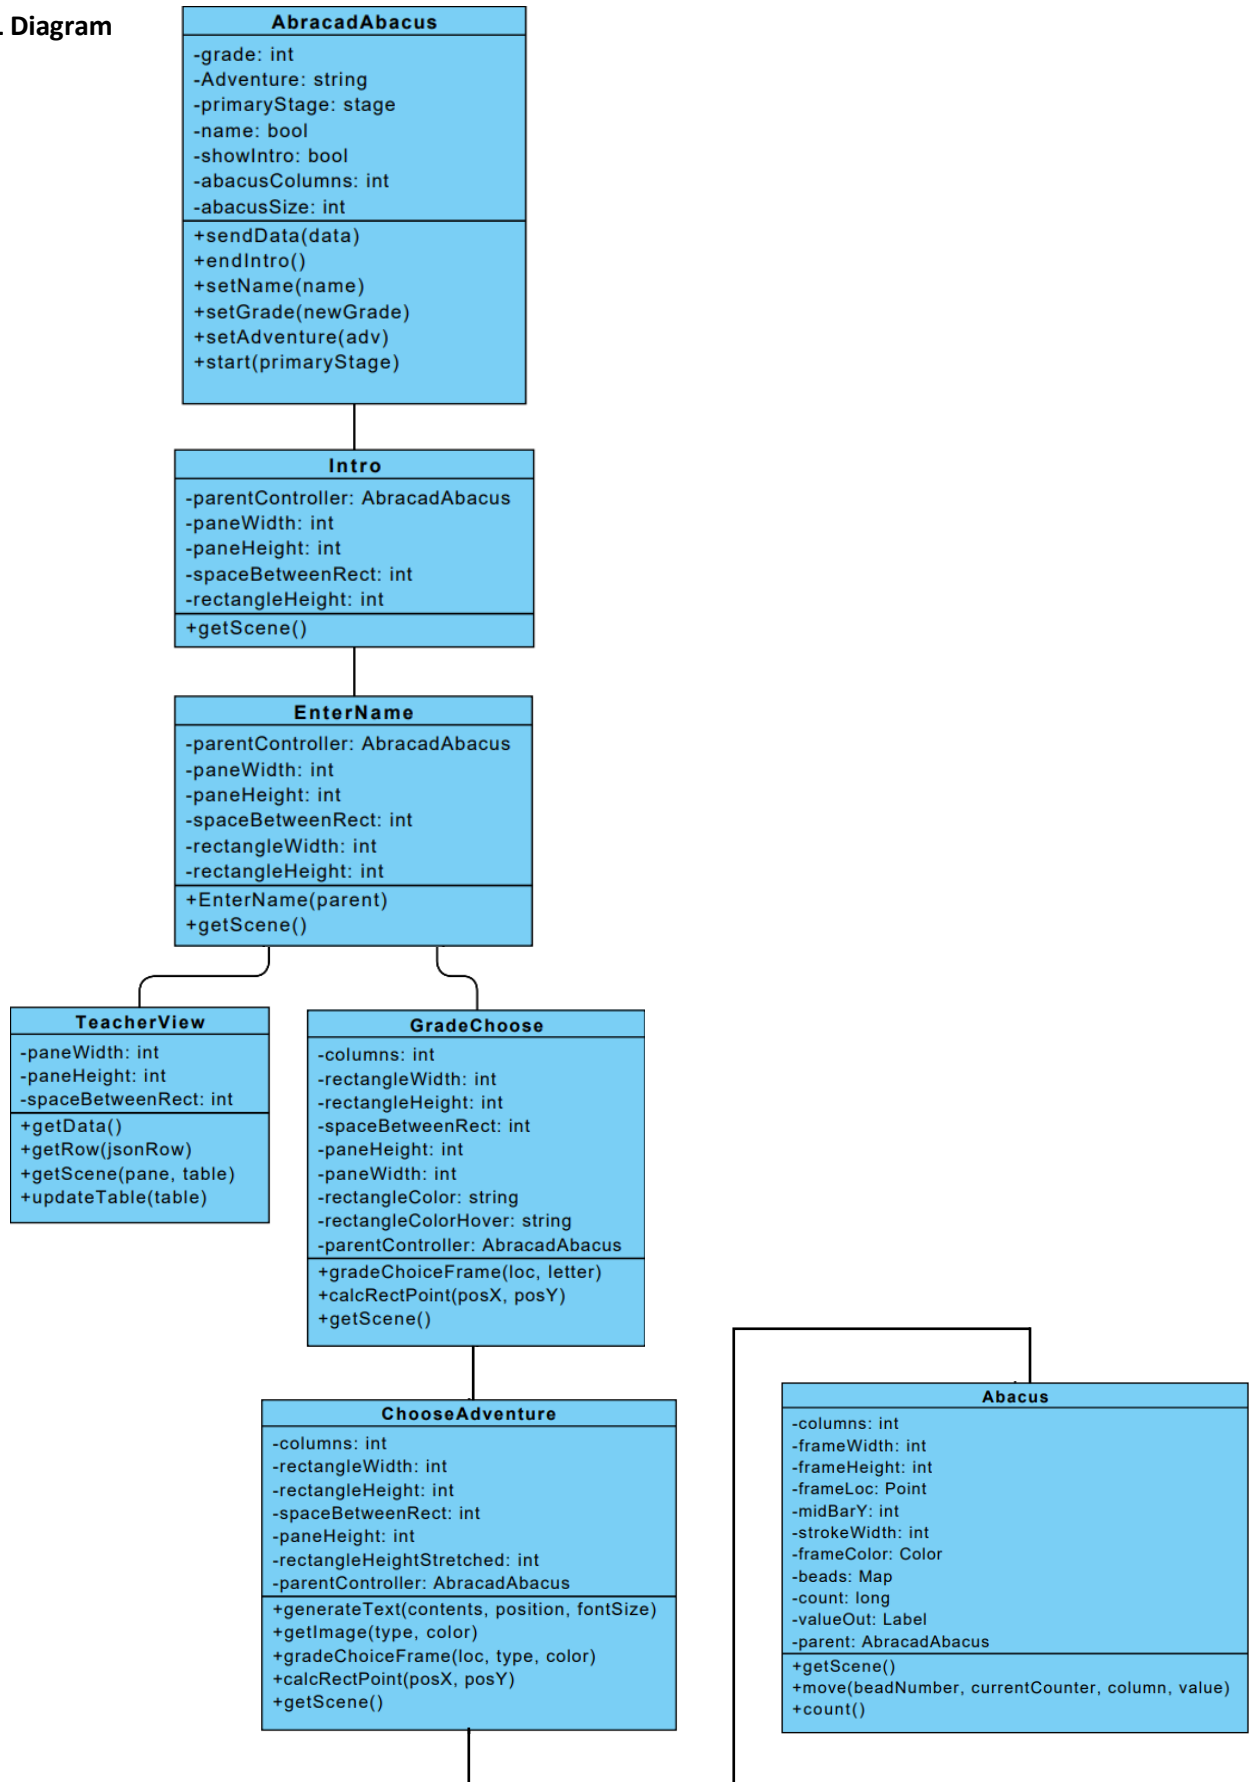 Diagram
AbracadAbacus
-grade: int
-Adventure: string
-primaryStage: stage
-name: bool
-showIntro: bool
-abacusColumns: int
-abacusSize: int
+sendData(data)
+endIntro()
+setName(name)
+setGrade(newGrade)
+setAdventure(adv)
+start(primaryStage)
Intro
-parentController: AbracadAbacus
-paneWidth: int
-paneHeight: int
-spaceBetweenRect: int
-rectangleHeight: int
+getScene()
EnterName
-parentController: AbracadAbacus
-paneWidth: int
-paneHeight: int
-spaceBetweenRect: int
-rectangleWidth: int
-rectangleHeight: int
+EnterName(parent)
+getScene()
TeacherView
-paneWidth: int
-paneHeight: int
-spaceBetweenRect: int
+getData()
+getRow(jsonRow)
+getScene(pane, table)
+updateTable(table)
GradeChoose
-columns: int
-rectangleWidth: int
-rectangleHeight: int
-spaceBetweenRect: int
-paneHeight: int
-paneWidth: int
-rectangleColor: string
-rectangleColorHover: string
-parentController: AbracadAbacus
+gradeChoiceFrame(loc, letter)
+calcRectPoint(posX, posY)
+getScene()
ChooseAdventure
-columns: int
-rectangleWidth: int
-rectangleHeight: int
-spaceBetweenRect: int
-paneHeight: int
-rectangleHeightStretched: int
-parentController: AbracadAbacus
+generateText(contents, position, fontSize)
+getImage(type, color)
+gradeChoiceFrame(loc, type, color)
+calcRectPoint(posX, posY)
+getScene()
Abacus
-columns: int
-frameWidth: int
-frameHeight: int
-frameLoc: Point
-midBarY: int
-strokeWidth: int
-frameColor: Color
-beads: Map
-count: long
-valueOut: Label
-parent: AbracadAbacus
+getScene()
+move(beadNumber, currentCounter, column, value)
+count()